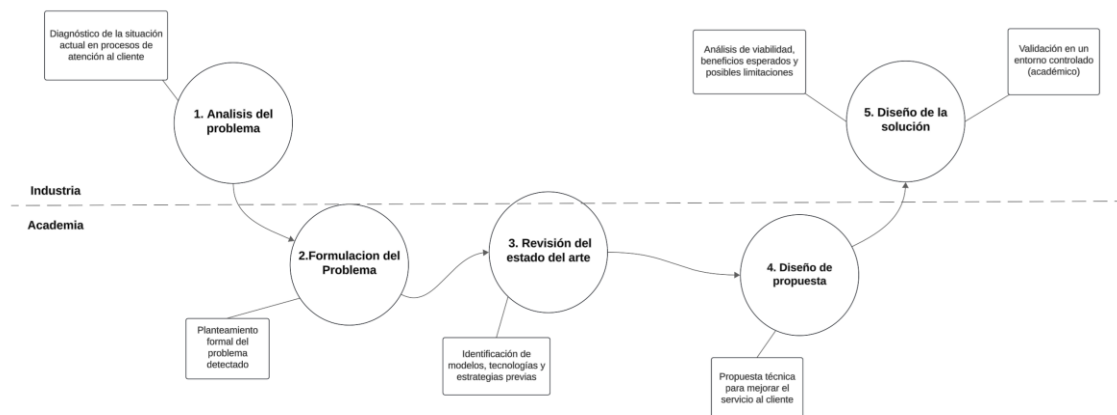 Diagnóstico de la situación
actual en procesos de
atención al cliente
1. Analisis del
problema
Análisis de viabilidad,
beneficios esperados y
posibles limitaciones
Validación en un
entorno controlado
(académico)
5. Diseño de la
solución
Industria
Academia
2.Formulacion del
Problema
3. Revisión del
estado del arte
4. Diseño de
propuesta
Planteamiento
formal del
problema
detectado
Identificación de
modelos, tecnologías y
estrategias previas
Propuesta técnica
para mejorar el
servicio al cliente